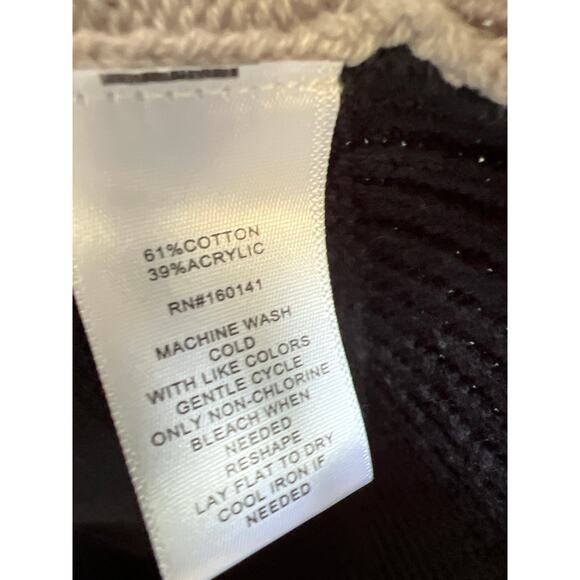 61%COTTON
39%ACRYLIC
RN#160141
MACHINE WASH
COLD
WITH LIKE COLORS
GENTLE CYCLE
ONLY NON-CHLORINE
BLEACH WHEN
NEEDED
RESHAPE
LAY FLAT TO DRY
COOL IRON IF
NEEDED